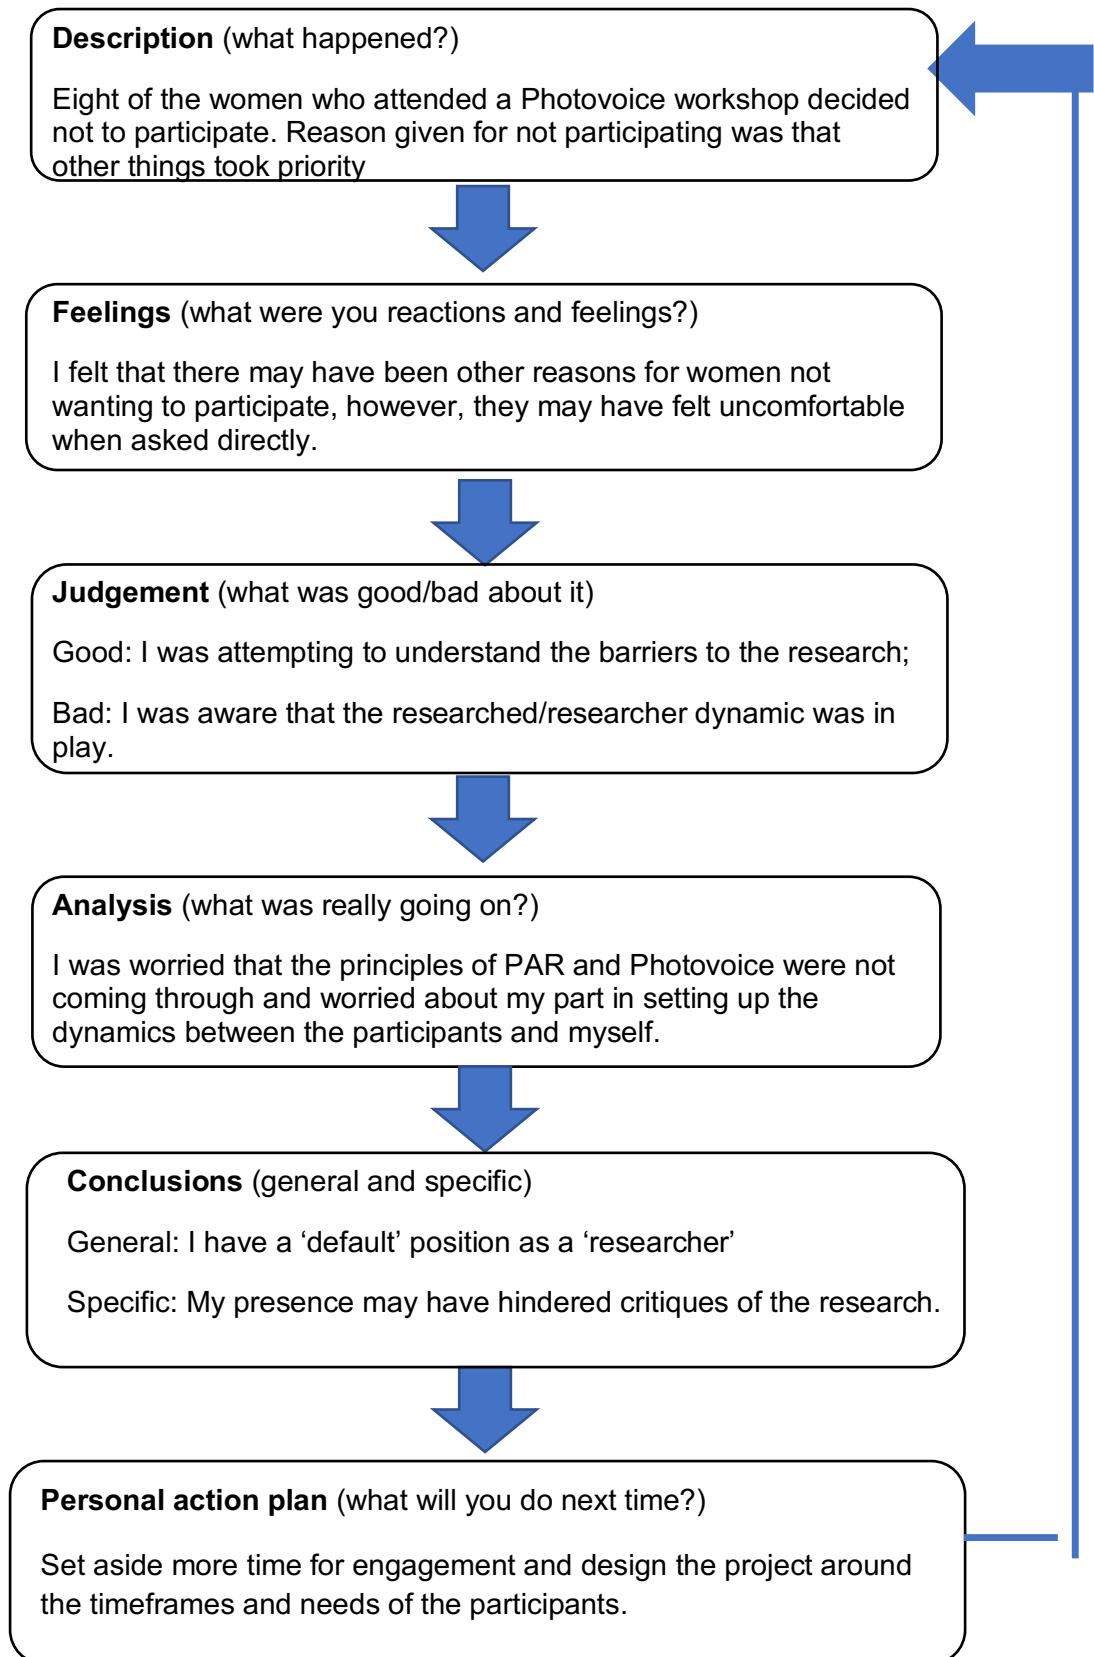 Description (what happened?)
Eight of the women who attended a Photovoice workshop decided
not to participate. Reason given for not participating was that
other things took priority
Feelings (what were you reactions and feelings?)
I felt that there may have been other reasons for women not
wanting to participate, however, they may have felt uncomfortable
when asked directly.
Judgement (what was good/bad about it)
Good: I was attempting to understand the barriers to the research;
Bad: I was aware that the researched/researcher dynamic was in
play.
Analysis (what was really going on?)
I was worried that the principles of PAR and Photovoice were not
coming through and worried about my part in setting up the
dynamics between the participants and myself.
Conclusions (general and specific)
General: I have a ‘default’ position as a ‘researcher’
Specific: My presence may have hindered critiques of the research.
Personal action plan (what will you do next time?)
Set aside more time for engagement and design the project around
the timeframes and needs of the participants.